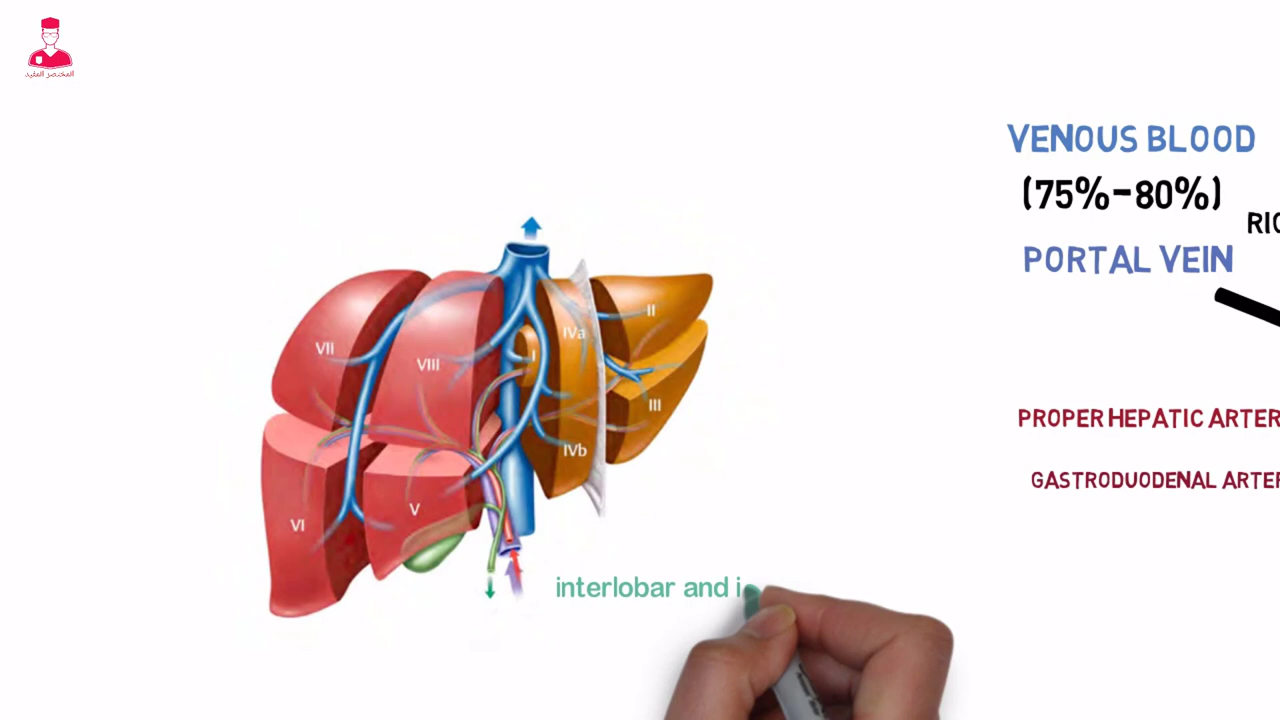 المختصر المفيد
VENOUS BLOOD
(75%-80%)
RIC
PORTAL VEIN
II
IVa
VII
I
VIII
III
IVb
V
VI
PROPER HEPATIC ARTER
GASTRODUODENAL ARTER
interlobar and i